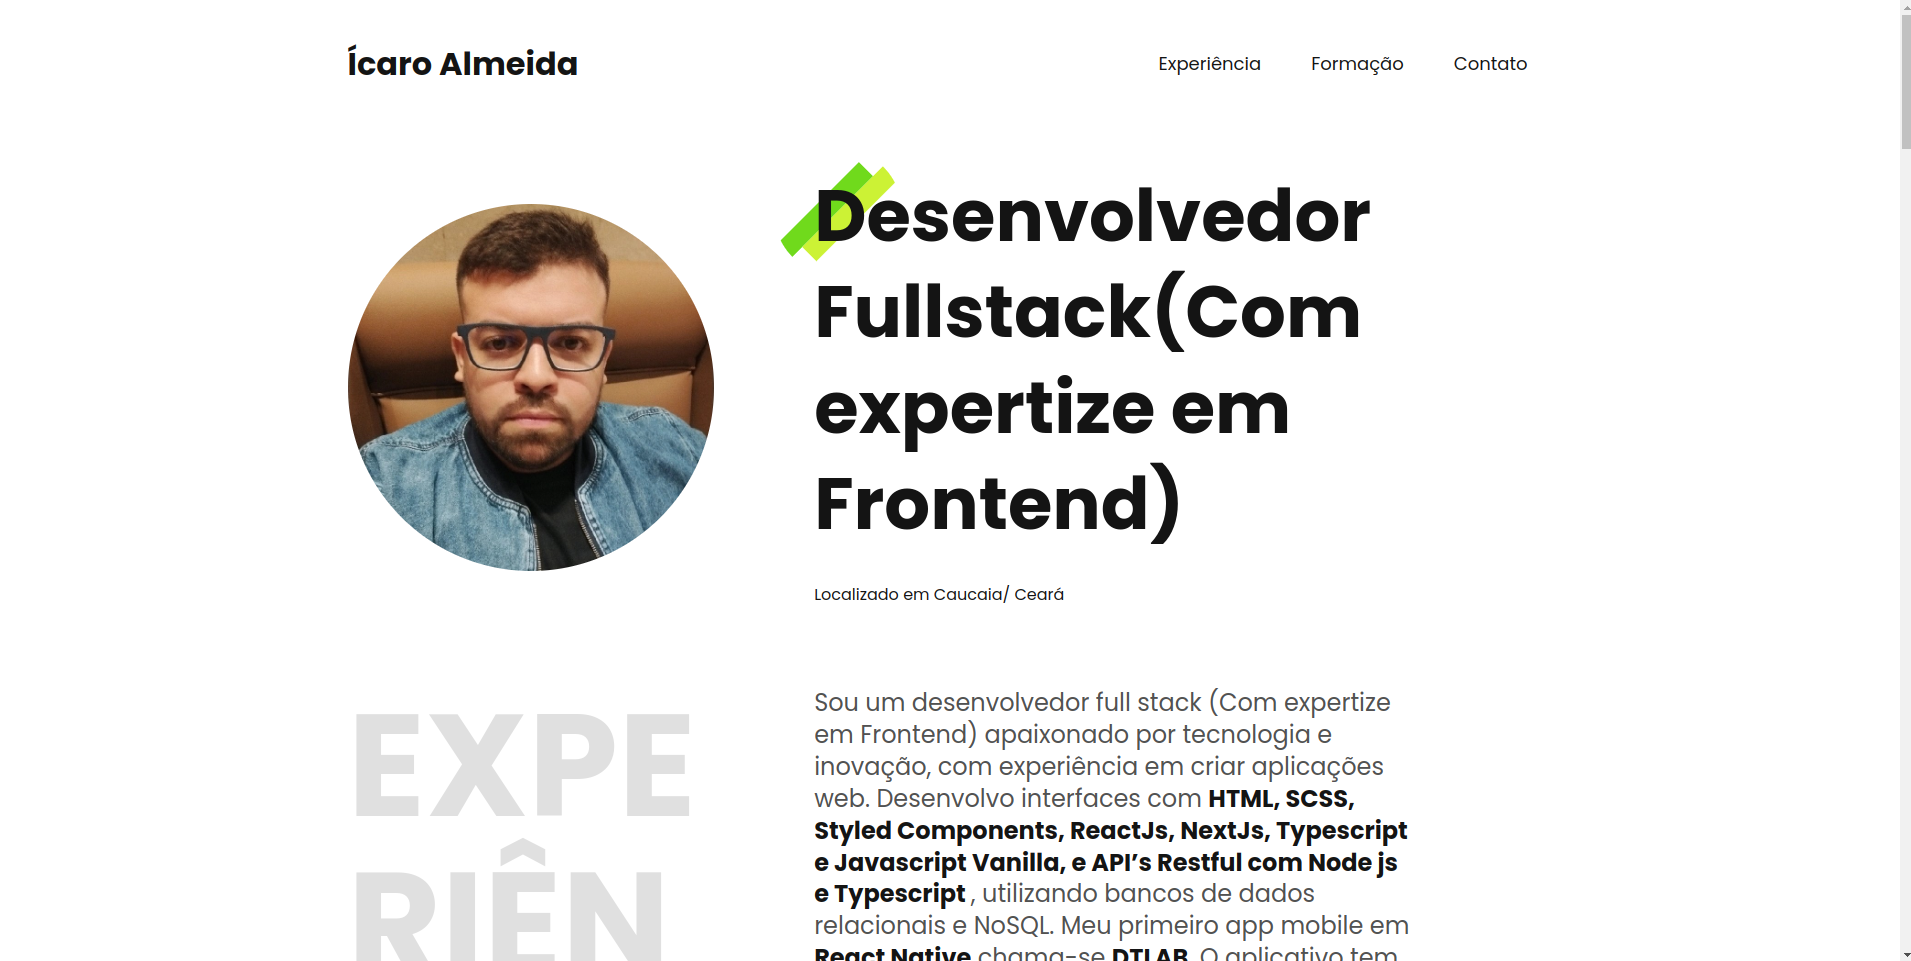 Ícaro Almeida
Experiência
Formação
Contato
Desenvolvedor
Fullstack(Com
expertize em
Frontend)
Localizado em Caucaia/ Ceará
EXPE
RIÊN
Sou um desenvolvedor full stack (Com expertize
em Frontend) apaixonado por tecnologia e
inovação, com experiência em criar aplicações
web. Desenvolvo interfaces com HTML, SCSS,
Styled Components, ReactJs, NextJs, Typescript
e Javascript Vanilla, e API’s Restful com Node js
e Typescript , utilizando bancos de dados
relacionais e NoSQL. Meu primeiro app mobile em
React Native chama-se DTLAB. O aplicativo tem